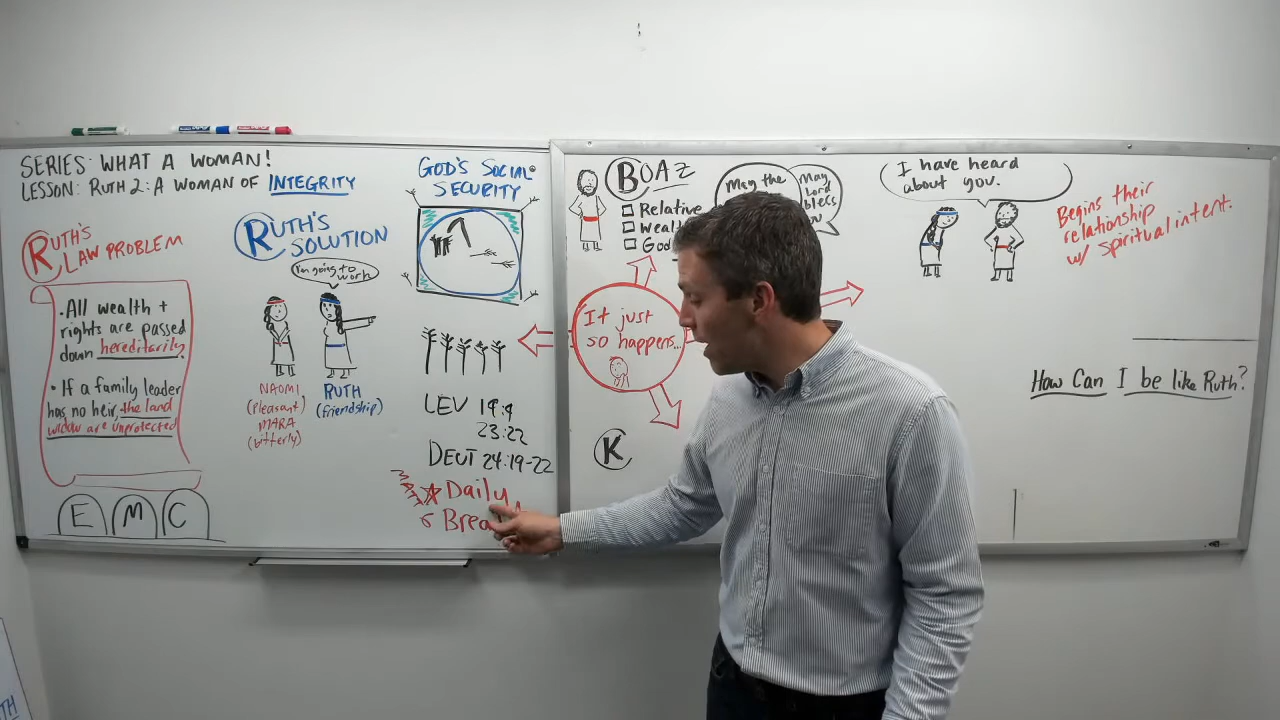 SERIES: WHAT A WOMAN!
LESSON: RUTH 2: A WOMAN OF INTEGRITY
RUTH'S
LAW PROBLEM
• All wealth +
rights are passed
down hereditarily
• If a family leader
has no heir, the land
widow are unprotected
E M C
RUTH'S
SOLUTION
I'm going to
work
NAOMI
(pleasant)
MARA
(bitterly)
RUTH
(friendship)
GOD'S SOCIAL
SECURITY
LEV 19:9
23:22
DEUT 24:19-22
MATT
6
Daily
BOAZ
Relative
May the
May
Lord
bless
It just
so happens...
K
I have heard
about you.
Begins their
relationship
w/ spiritual intent.
How Can I be like Ruth?
TH